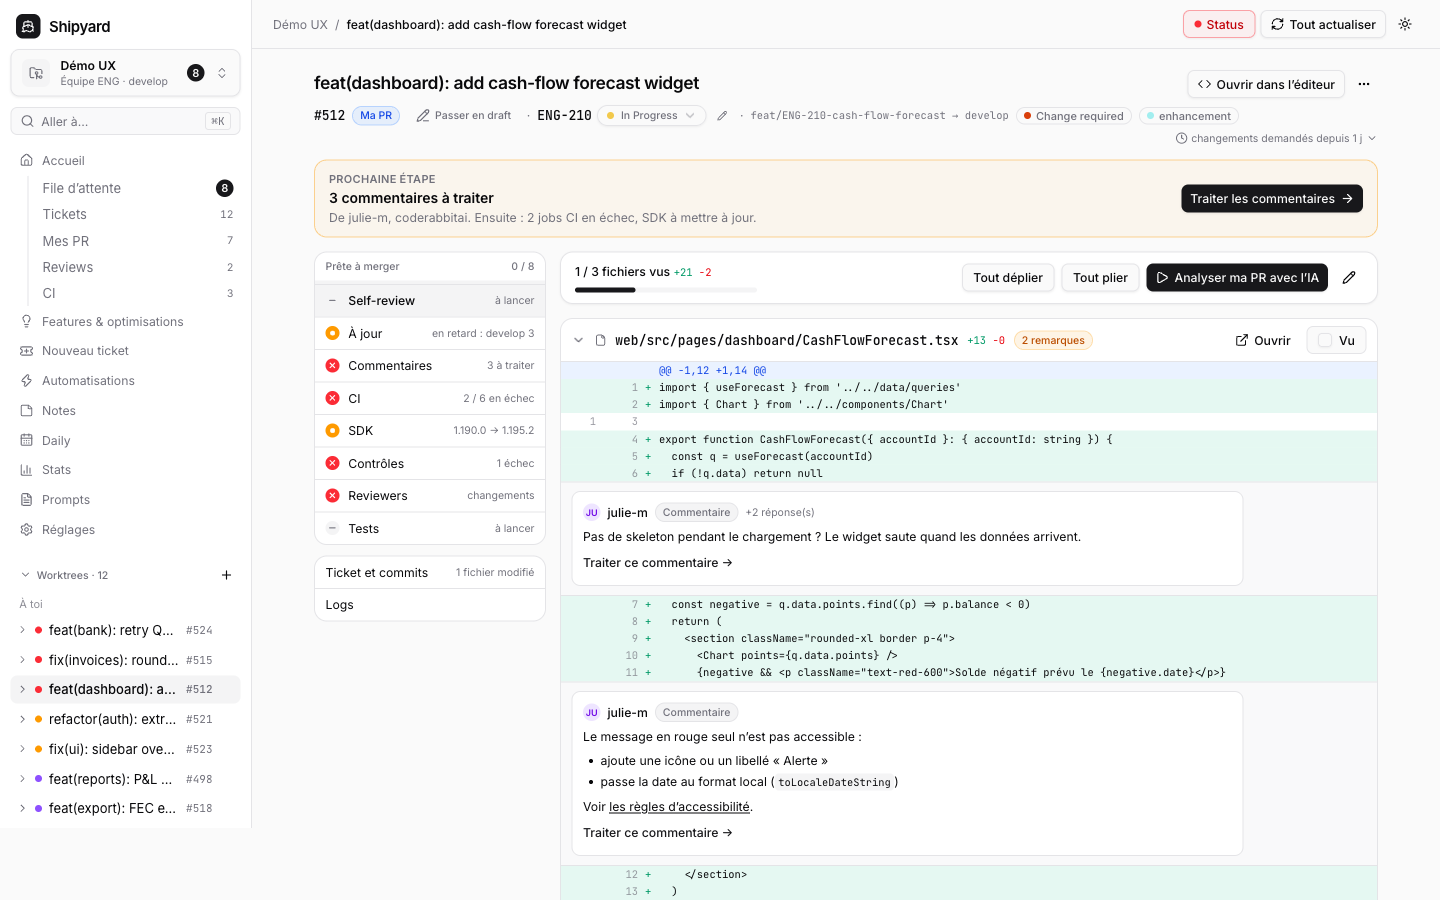 Shipyard
Démo UX
Équipe ENG · develop
8
Aller à...
⌘K
Accueil
File d'attente 8
Tickets 12
Mes PR 7
Reviews 2
CI 3
Features & optimisations
Nouveau ticket
Automatisations
Notes
Daily
Stats
Prompts
Réglages
Worktrees · 12
À toi
feat(bank): retry Q... #524
fix(invoices): round... #515
feat(dashboard): a... #512
refactor(auth): extr... #521
fix(ui): sidebar ove... #523
feat(reports): P&L ... #498
feat(export): FEC e... #518
Démo UX / feat(dashboard): add cash-flow forecast widget
Status
Tout actualiser
feat(dashboard): add cash-flow forecast widget
Ouvrir dans l'éditeur
#512 Ma PR Passer en draft · ENG-210 In Progress · feat/ENG-210-cash-flow-forecast → develop Change required enhancement
changements demandés depuis 1 j
PROCHAINE ÉTAPE
3 commentaires à traiter
De julie-m, coderabbitai. Ensuite : 2 jobs CI en échec, SDK à mettre à jour.
Traiter les commentaires →
Prête à merger 0 / 8
Self-review à lancer
À jour en retard : develop 3
Commentaires 3 à traiter
CI 2 / 6 en échec
SDK 1.190.0 → 1.195.2
Contrôles 1 échec
Reviewers changements
Tests à lancer
Ticket et commits 1 fichier modifié
Logs
1 / 3 fichiers vus +21 -2
Tout déplier
Tout plier
Analyser ma PR avec l'IA
web/src/pages/dashboard/CashFlowForecast.tsx +13 -0 2 remarques
Ouvrir
Vu
@@ -1,12 +1,14 @@
1 + import { useForecast } from '../../data/queries'
2 + import { Chart } from '../../components/Chart'
1 3
4 + export function CashFlowForecast({ accountId }: { accountId: string }) {
5 + const q = useForecast(accountId)
6 + if (!q.data) return null
JU julie-m Commentaire +2 réponse(s)
Pas de skeleton pendant le chargement ? Le widget saute quand les données arrivent.
Traiter ce commentaire →
7 + const negative = q.data.points.find((p) => p.balance < 0)
8 + return (
9 + <section className="rounded-xl border p-4">
10 + <Chart points={q.data.points} />
11 + {negative && <p className="text-red-600">Solde négatif prévu le {negative.date}</p>}
JU julie-m Commentaire
Le message en rouge seul n'est pas accessible :
• ajoute une icône ou un libellé « Alerte »
• passe la date au format local (toLocaleDateString)
Voir les règles d'accessibilité.
Traiter ce commentaire →
12 + </section>
13 + )